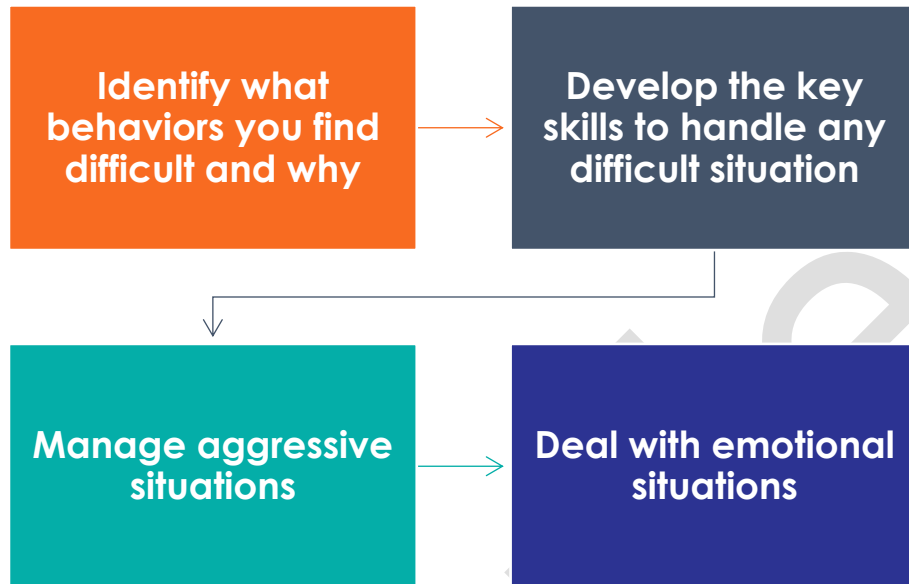 Identify what
behaviors you find
difficult and why
Develop the key
skills to handle any
difficult situation
Manage aggressive
situations
Deal with emotional
situations